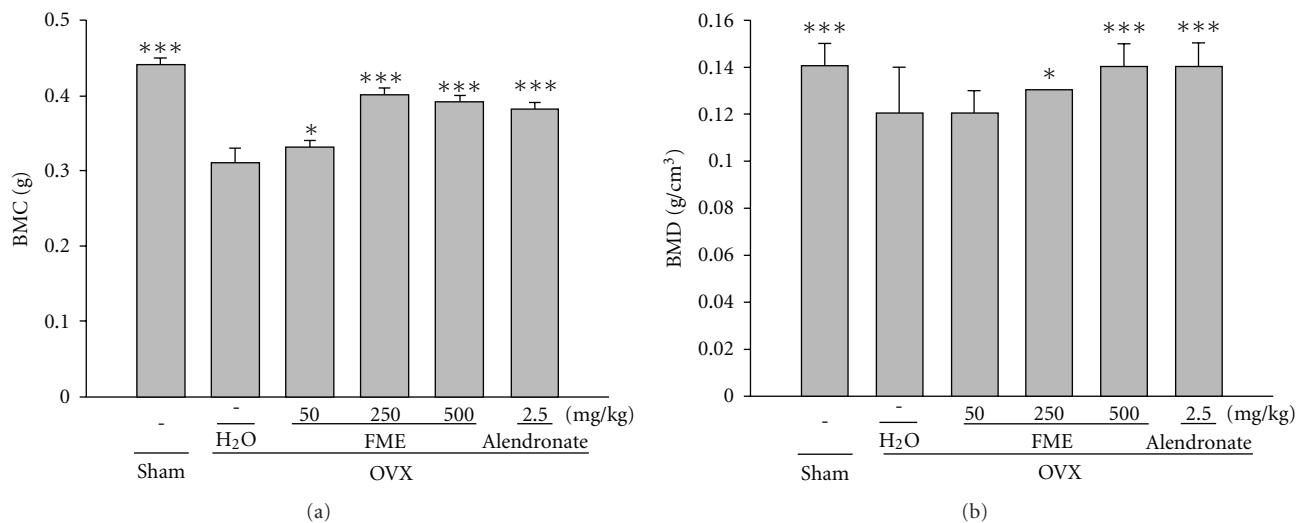 0.5
0.4
0.3
0.2
0.1
0
BMC (g)
***
*
***
***
***
-
-
50
250
500
2.5
(mg/kg)
H₂O
FME
Alendronate
Sham
OVX
(a)
0.16
0.14
0.12
0.1
0.08
0.06
0.04
0.02
0
BMD (g/cm³)
***
*
***
***
-
-
50
250
500
2.5
(mg/kg)
H₂O
FME
Alendronate
Sham
OVX
(b)